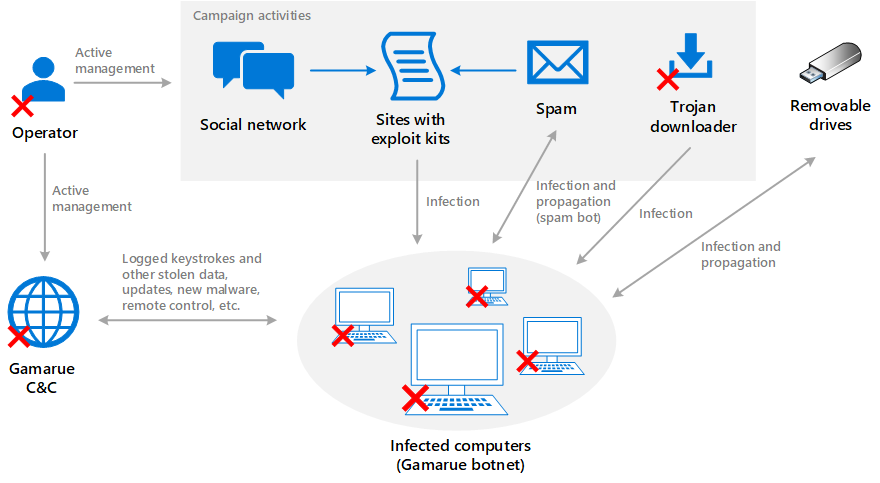 Campaign activities
Active
management
Operator
Social network
Sites with
exploit kits
Spam
Trojan
downloader
Removable
drives
Active
management
Infection
Infection and
propagation
(spam bot)
Infection
Infection and
propagation
Logged keystrokes and
other stolen data,
updates, new malware,
remote control, etc.
Gamarue
C&C
Infected computers
(Gamarue botnet)